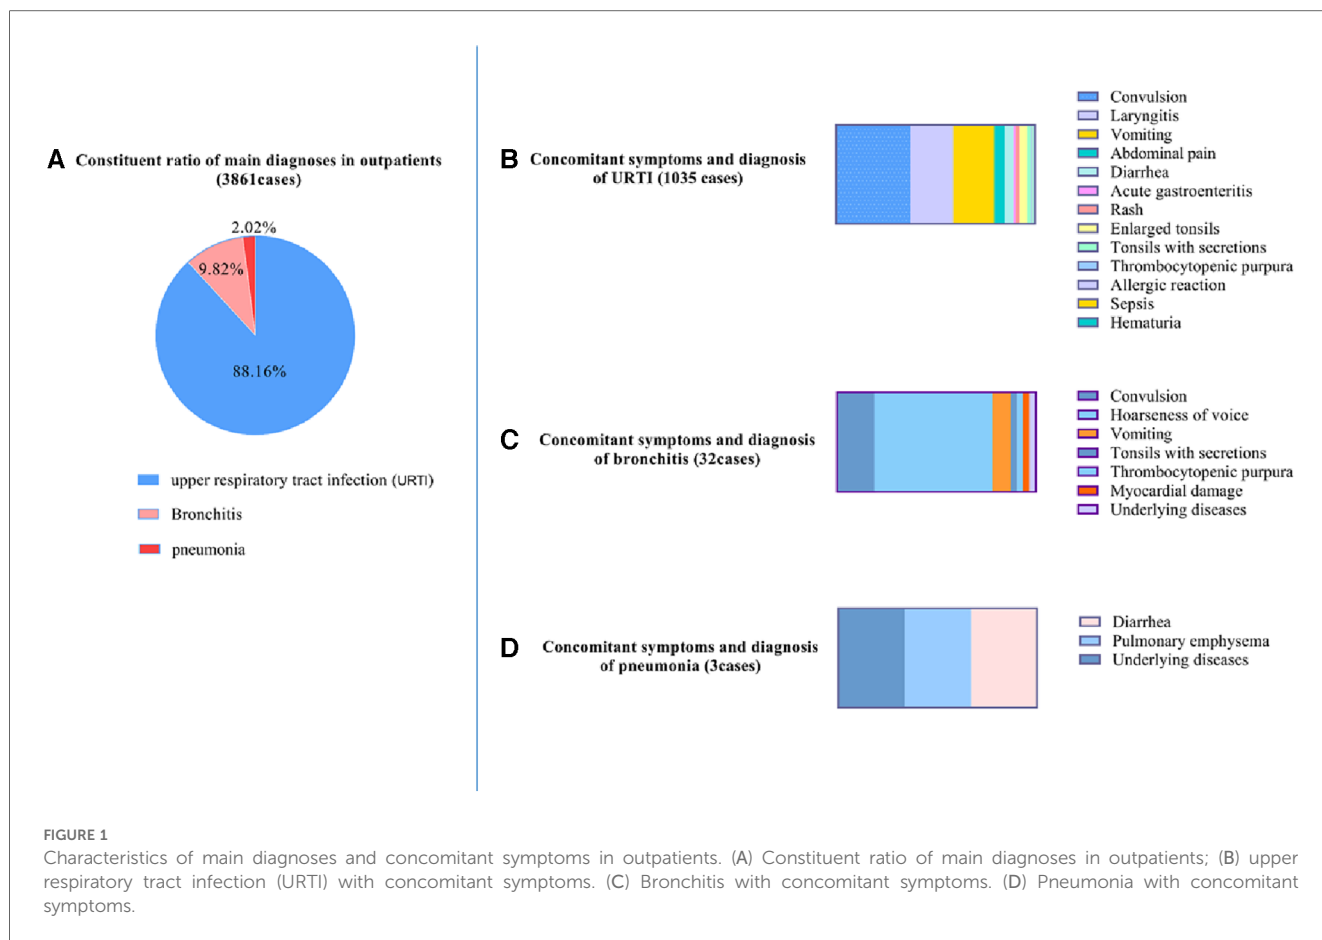 A Constituent ratio of main diagnoses in outpatients
(3861cases)
2.02%
9.82%
88.16%
upper respiratory tract infection (URTI)
Bronchitis
pneumonia
B Concomitant symptoms and diagnosis
of URTI (1035 cases)
Convulsion
Laryngitis
Vomiting
Abdominal pain
Diarrhea
Acute gastroenteritis
Rash
Enlarged tonsils
Tonsils with secretions
Thrombocytopenic purpura
Allergic reaction
Sepsis
Hematuria
C Concomitant symptoms and diagnosis
of bronchitis (32cases)
Convulsion
Hoarseness of voice
Vomiting
Tonsils with secretions
Thrombocytopenic purpura
Myocardial damage
Underlying diseases
D Concomitant symptoms and diagnosis
of pneumonia (3cases)
Diarrhea
Pulmonary emphysema
Underlying diseases
FIGURE 1
Characteristics of main diagnoses and concomitant symptoms in outpatients. (A) Constituent ratio of main diagnoses in outpatients; (B) upper
respiratory tract infection (URTI) with concomitant symptoms. (C) Bronchitis with concomitant symptoms. (D) Pneumonia with concomitant
symptoms.